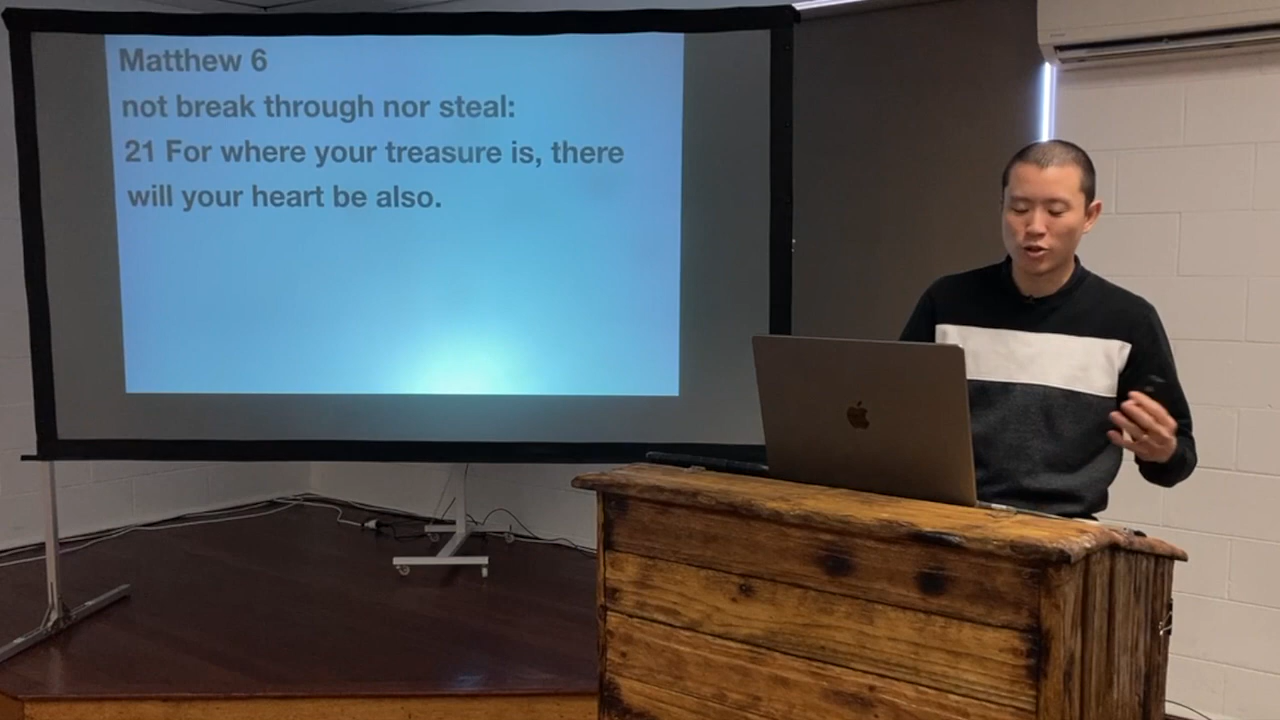 Matthew 6
not break through nor steal:
21 For where your treasure is, there
will your heart be also.